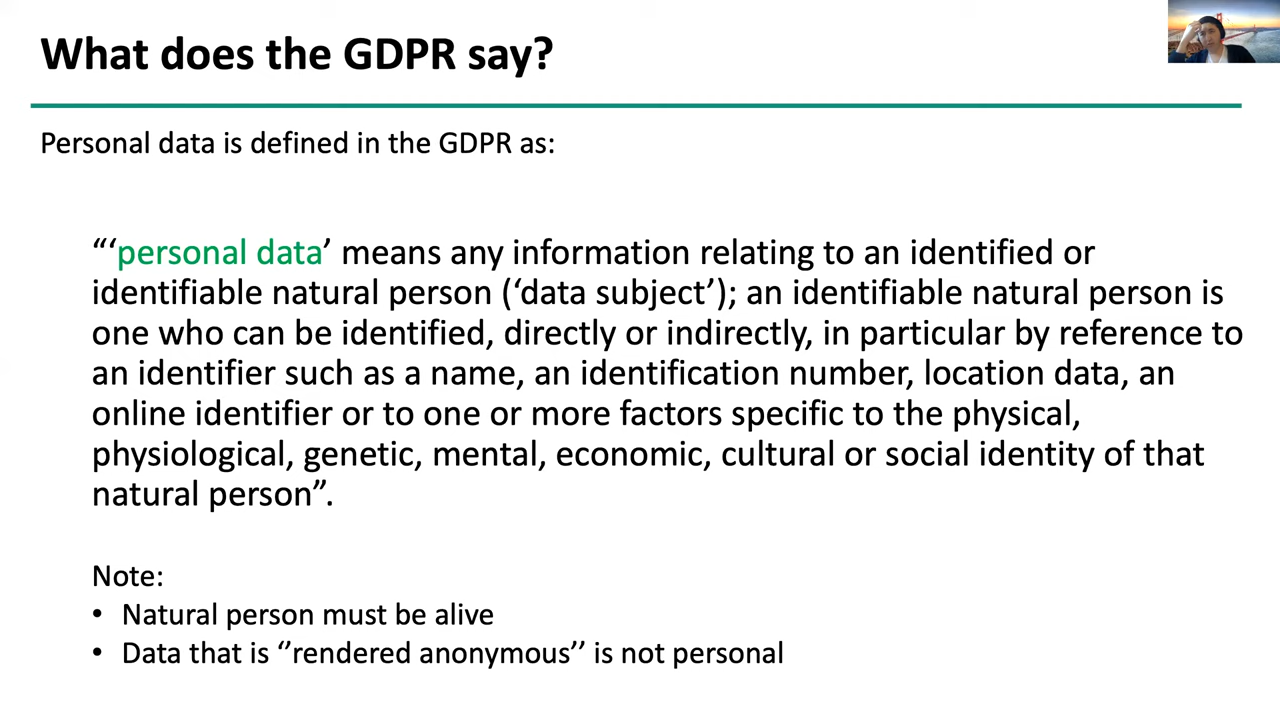 What does the GDPR say?
Personal data is defined in the GDPR as:
“‘personal data’ means any information relating to an identified or
identifiable natural person (‘data subject’); an identifiable natural person is
one who can be identified, directly or indirectly, in particular by reference to
an identifier such as a name, an identification number, location data, an
online identifier or to one or more factors specific to the physical,
physiological, genetic, mental, economic, cultural or social identity of that
natural person”.
Note:
• Natural person must be alive
• Data that is ‘’rendered anonymous’’ is not personal